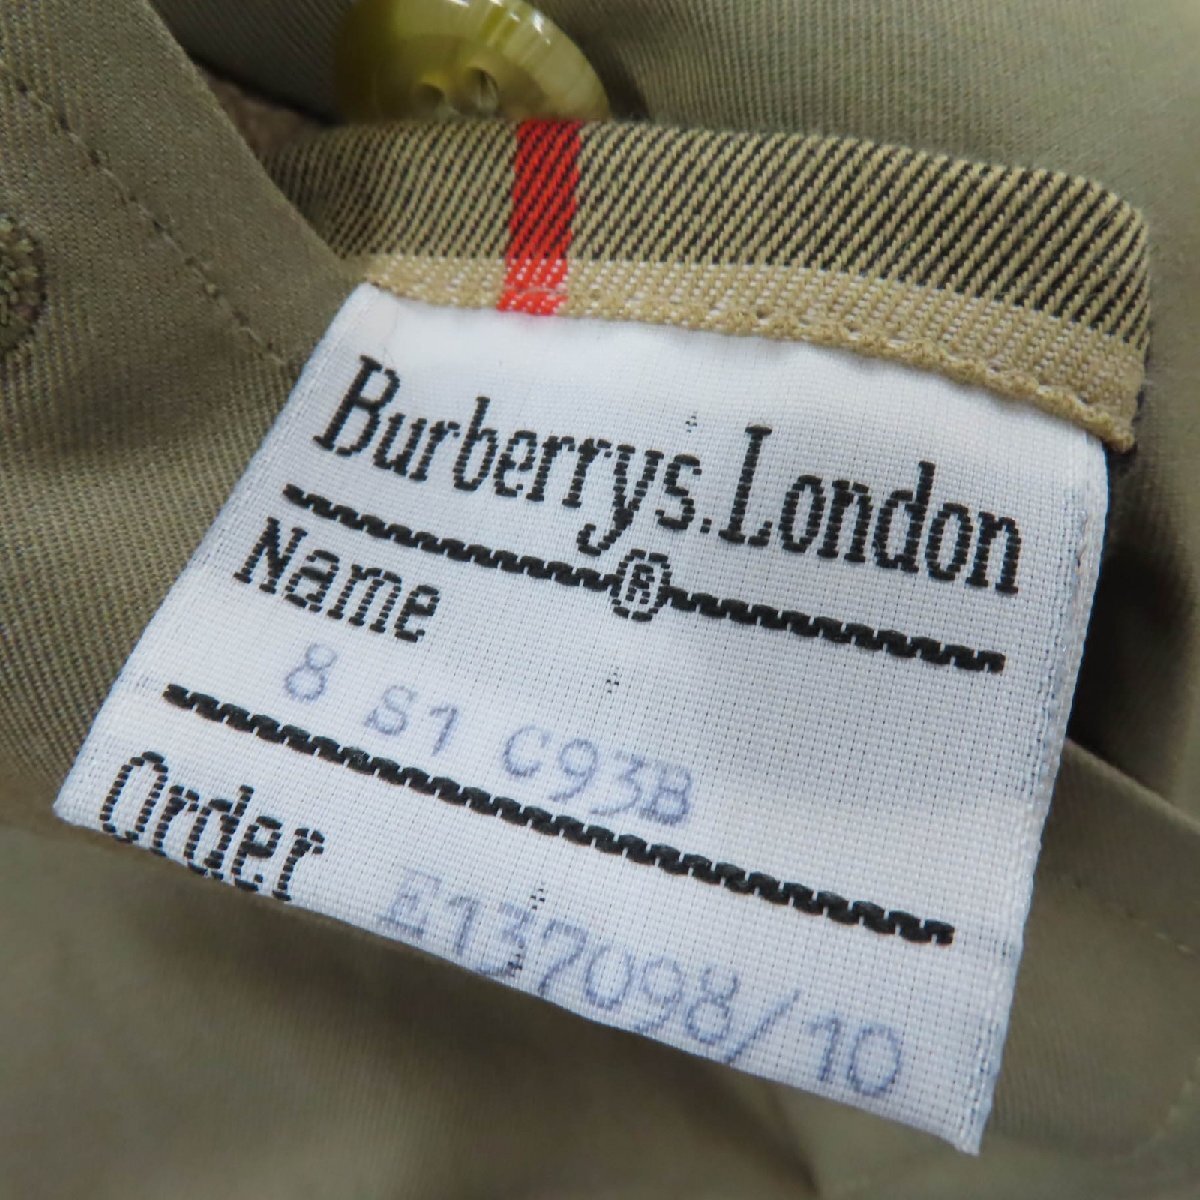 Burberrys.London
®
Name
8 S1 C93B
Order
E137098/10